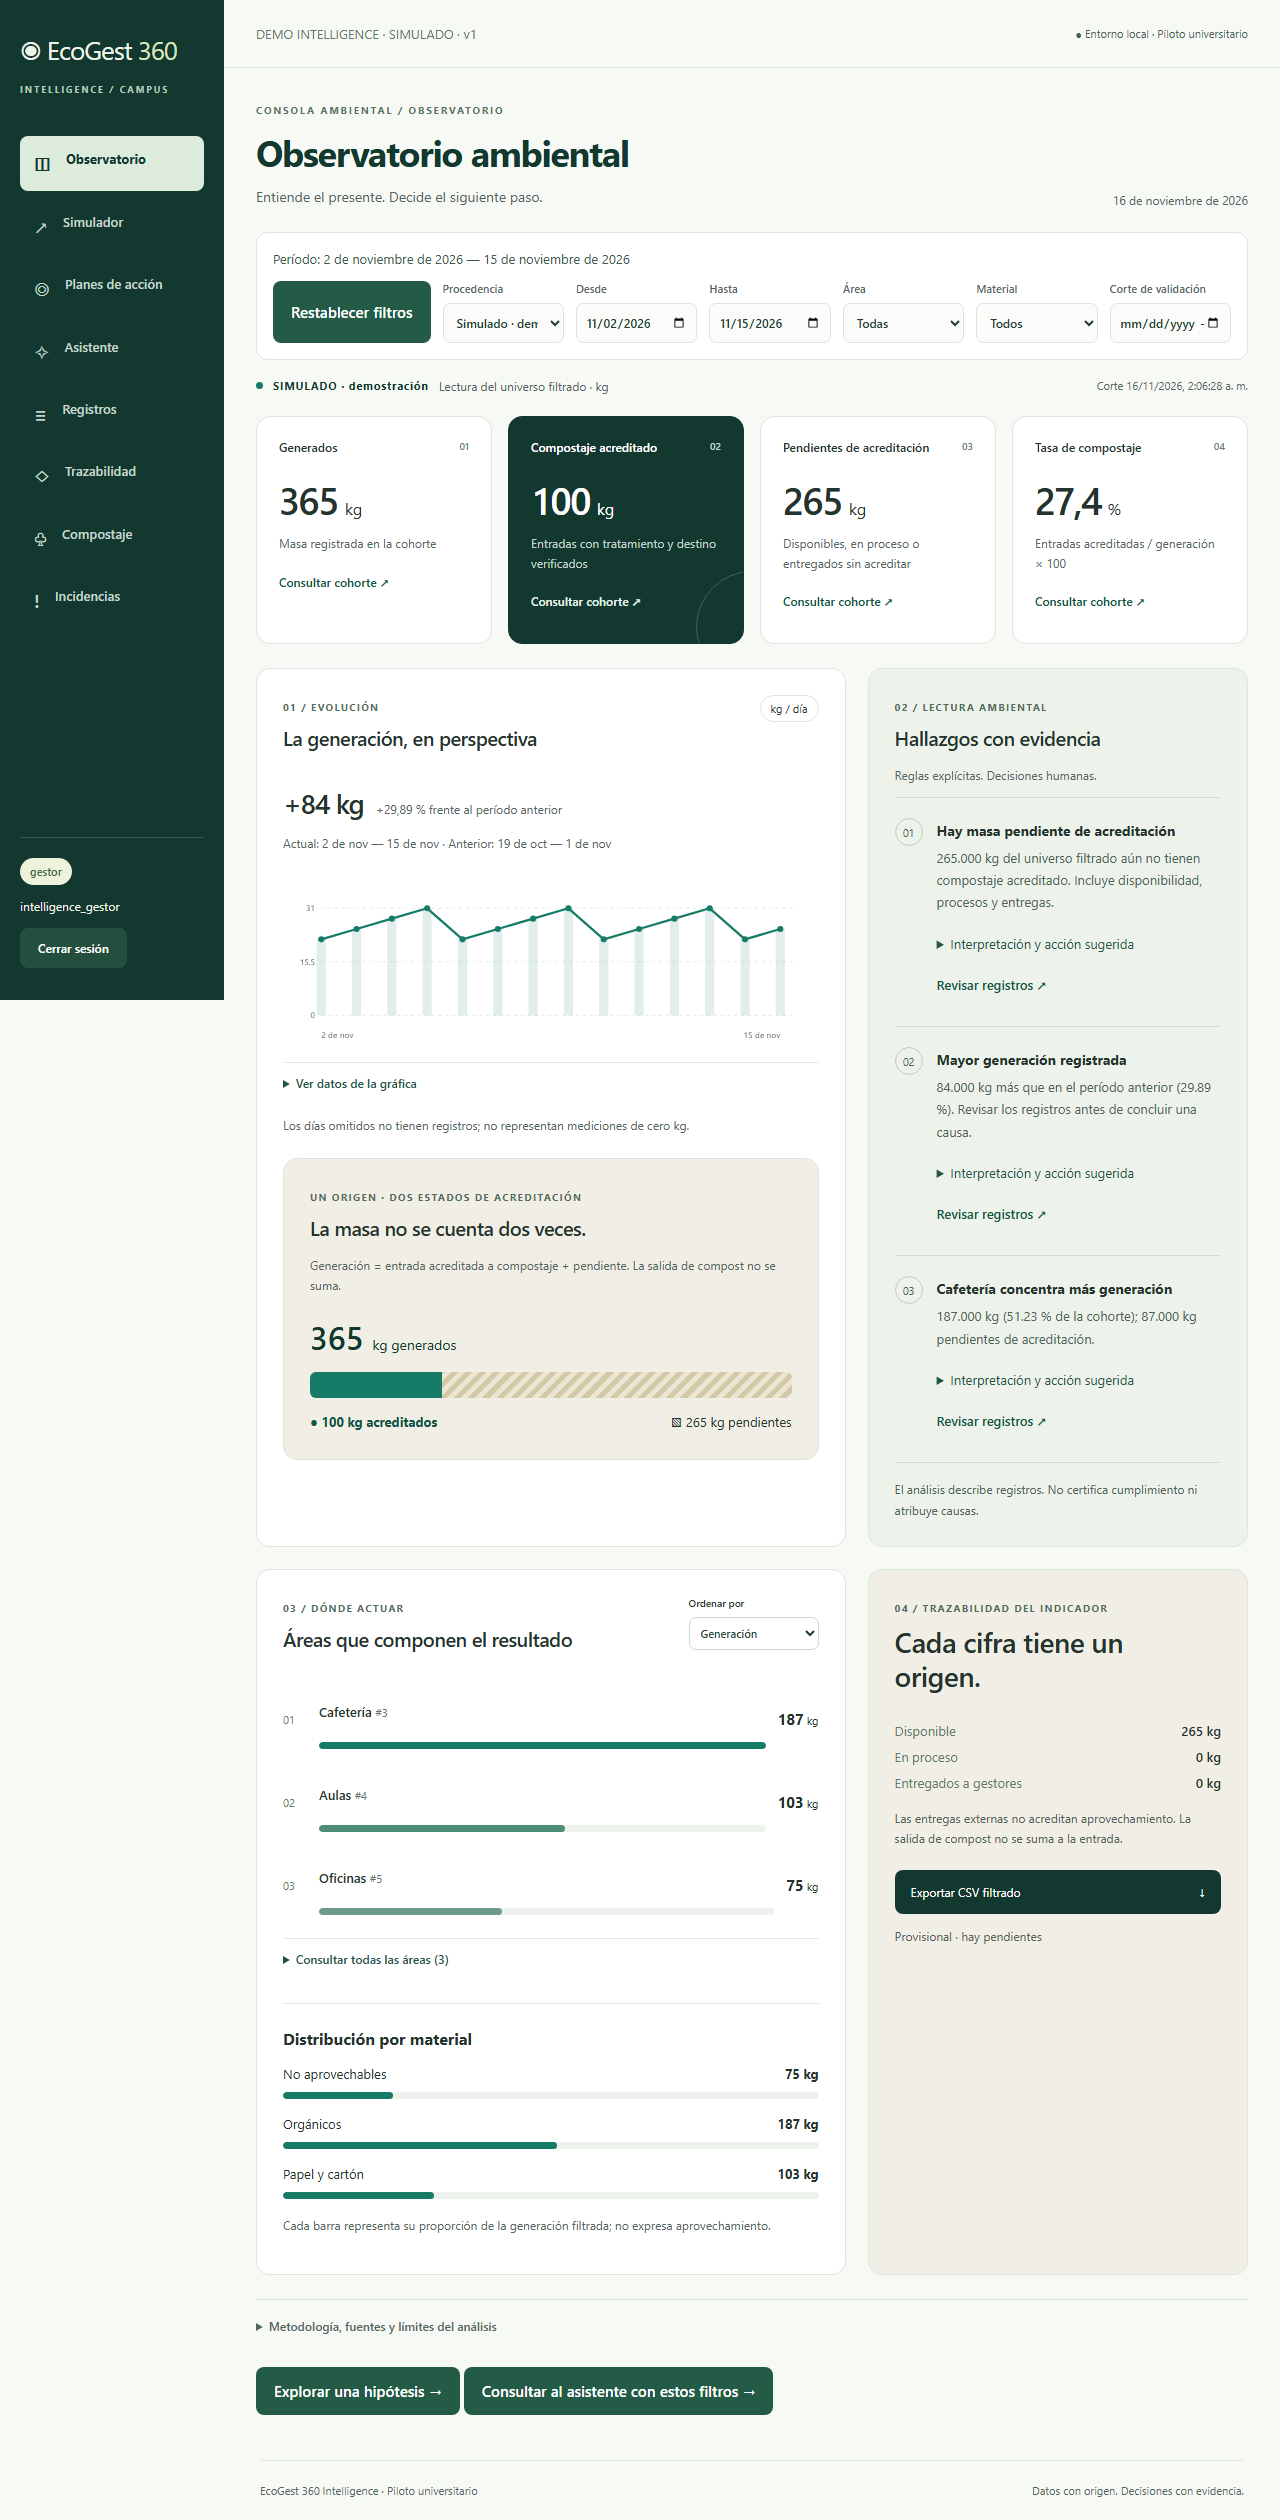 EcoGest 360
INTELLIGENCE / CAMPUS
Observatorio
Simulador
Planes de acción
Asistente
Registros
Trazabilidad
Compostaje
Incidencias
gestor
intelligence_gestor
Cerrar sesión
DEMO INTELLIGENCE · SIMULADO · v1
● Entorno local · Piloto universitario
CONSOLA AMBIENTAL / OBSERVATORIO
Observatorio ambiental
Entiende el presente. Decide el siguiente paso.
16 de noviembre de 2026
Período: 2 de noviembre de 2026 — 15 de noviembre de 2026
Restablecer filtros
Procedencia
Simulado · dem
Desde
11/02/2026
Hasta
11/15/2026
Área
Todas
Material
Todos
Corte de validación
mm/dd/yyyy -
SIMULADO · demostración Lectura del universo filtrado · kg
Corte 16/11/2026, 2:06:28 a. m.
Generados 01
365 kg
Masa registrada en la cohorte
Consultar cohorte ↗
Compostaje acreditado 02
100 kg
Entradas con tratamiento y destino
verificados
Consultar cohorte ↗
Pendientes de acreditación 03
265 kg
Disponibles, en proceso o
entregados sin acreditar
Consultar cohorte ↗
Tasa de compostaje 04
27,4 %
Entradas acreditadas / generación
× 100
Consultar cohorte ↗
01 / EVOLUCIÓN
kg / día
La generación, en perspectiva
+84 kg +29,89 % frente al período anterior
Actual: 2 de nov — 15 de nov · Anterior: 19 de oct — 1 de nov
31
15,5
0
2 de nov 15 de nov
▶ Ver datos de la gráfica
Los días omitidos no tienen registros; no representan mediciones de cero kg.
UN ORIGEN · DOS ESTADOS DE ACREDITACIÓN
La masa no se cuenta dos veces.
Generación = entrada acreditada a compostaje + pendiente. La salida de compost no se
suma.
365 kg generados
● 100 kg acreditados
▧ 265 kg pendientes
02 / LECTURA AMBIENTAL
Hallazgos con evidencia
Reglas explícitas. Decisiones humanas.
01 Hay masa pendiente de acreditación
265.000 kg del universo filtrado aún no tienen
compostaje acreditado. Incluye disponibilidad,
procesos y entregas.
▶ Interpretación y acción sugerida
Revisar registros ↗
02 Mayor generación registrada
84.000 kg más que en el período anterior (29.89
%). Revisar los registros antes de concluir una
causa.
▶ Interpretación y acción sugerida
Revisar registros ↗
03 Cafetería concentra más generación
187.000 kg (51.23 % de la cohorte); 87.000 kg
pendientes de acreditación.
▶ Interpretación y acción sugerida
Revisar registros ↗
El análisis describe registros. No certifica cumplimiento ni
atribuye causas.
03 / DÓNDE ACTUAR
Áreas que componen el resultado
Ordenar por
Generación
01 Cafetería #3 187 kg
02 Aulas #4 103 kg
03 Oficinas #5 75 kg
▶ Consultar todas las áreas (3)
Distribución por material
No aprovechables 75 kg
Orgánicos 187 kg
Papel y cartón 103 kg
Cada barra representa su proporción de la generación filtrada; no expresa aprovechamiento.
04 / TRAZABILIDAD DEL INDICADOR
Cada cifra tiene un
origen.
Disponible 265 kg
En proceso 0 kg
Entregados a gestores 0 kg
Las entregas externas no acreditan aprovechamiento. La
salida de compost no se suma a la entrada.
Exportar CSV filtrado ↓
Provisional · hay pendientes
▶ Metodología, fuentes y límites del análisis
Explorar una hipótesis →
Consultar al asistente con estos filtros →
EcoGest 360 Intelligence · Piloto universitario
Datos con origen. Decisiones con evidencia.